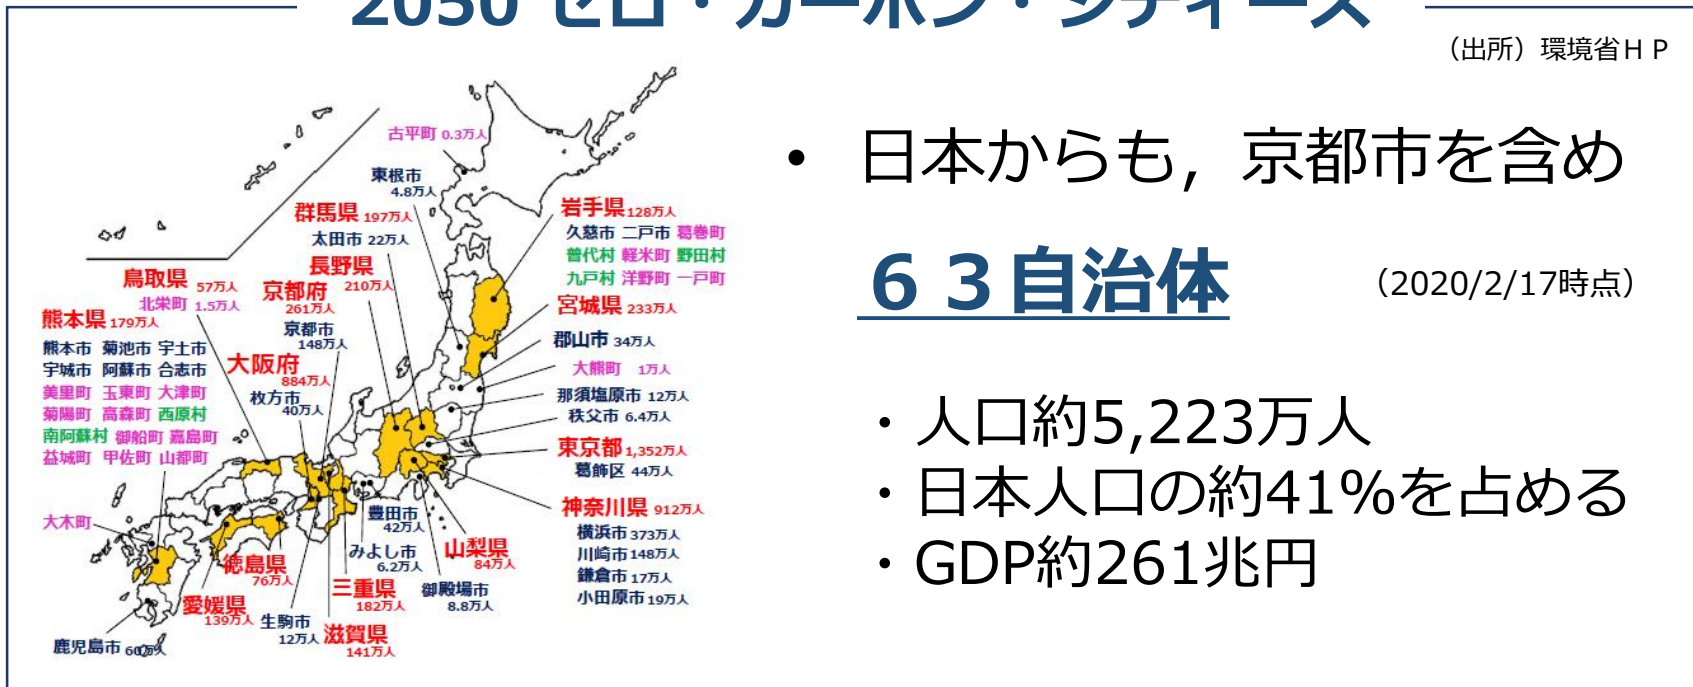 2050 ゼロ・カーボン・シティーズ
（出所）環境省ＨＰ
古平町 0.3万人
東根市
4.8万人
群馬県 197万人
太田市 22万人
長野県
210万人
鳥取県 57万人
北栄町 1.5万人
京都府
261万人
京都市
148万人
熊本県 179万人
熊本市 菊池市 宇土市
宇城市 阿蘇市 合志市
美里町 玉東町 大津町
菊陽町 高森町 西原村
南阿蘇村 御船町 嘉島町
益城町 甲佐町 山都町
大阪府
884万人
枚方市
40万人
大木町
岩手県 128万人
久慈市 二戸市 葛巻町
普代村 軽米町 野田村
九戸村 洋野町 一戸町
宮城県 233万人
郡山市 34万人
大熊町 1万人
那須塩原市 12万人
秩父市 6.4万人
東京都 1,352万人
葛飾区 44万人
神奈川県 912万人
横浜市 373万人
川崎市 148万人
鎌倉市 17万人
小田原市 19万人
豊田市
42万人
みよし市
6.2万人
山梨県
84万人
御殿場市
8.8万人
徳島県
76万人
愛媛県
139万人
三重県
182万人
生駒市
12万人
滋賀県
141万人
鹿児島市 60万人
• 日本からも，京都市を含め
６３自治体 （2020/2/17時点）
・人口約5,223万人
・日本人口の約41%を占める
・GDP約261兆円